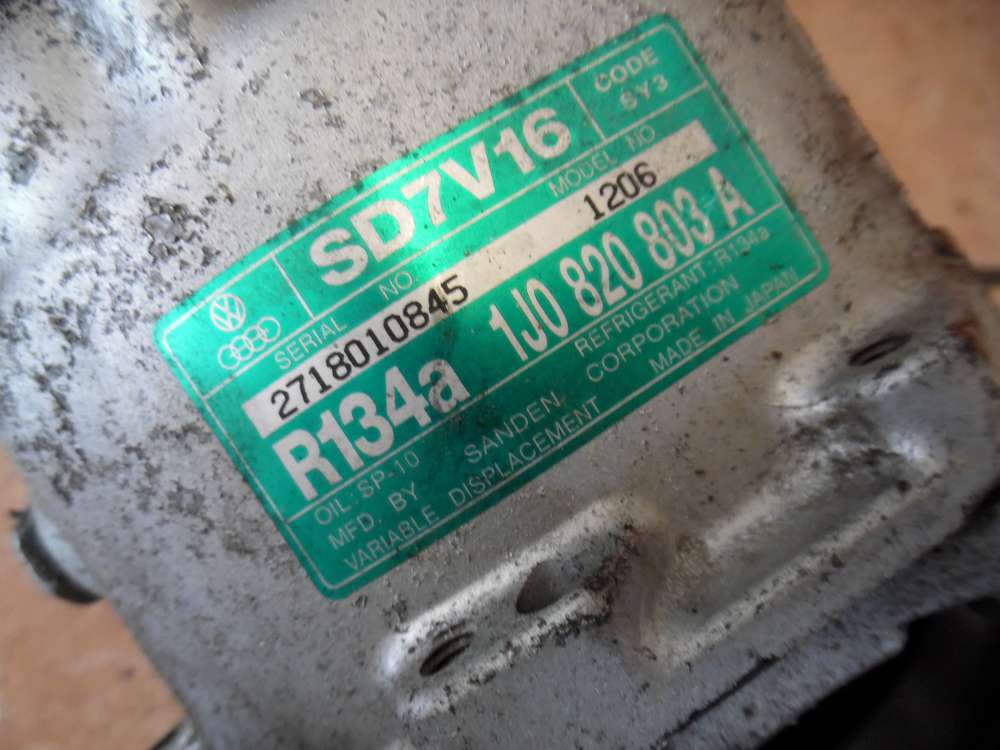 SD7V16
CODE
SY3
SERIAL NO.
MODEL NO
2718010845
1206
R134a
1J0 820 803 A
OIL: SP-10
REFRIGERANT: R134a
MFD. BY SANDEN CORPORATION
VARIABLE DISPLACEMENT
MADE IN JAPAN